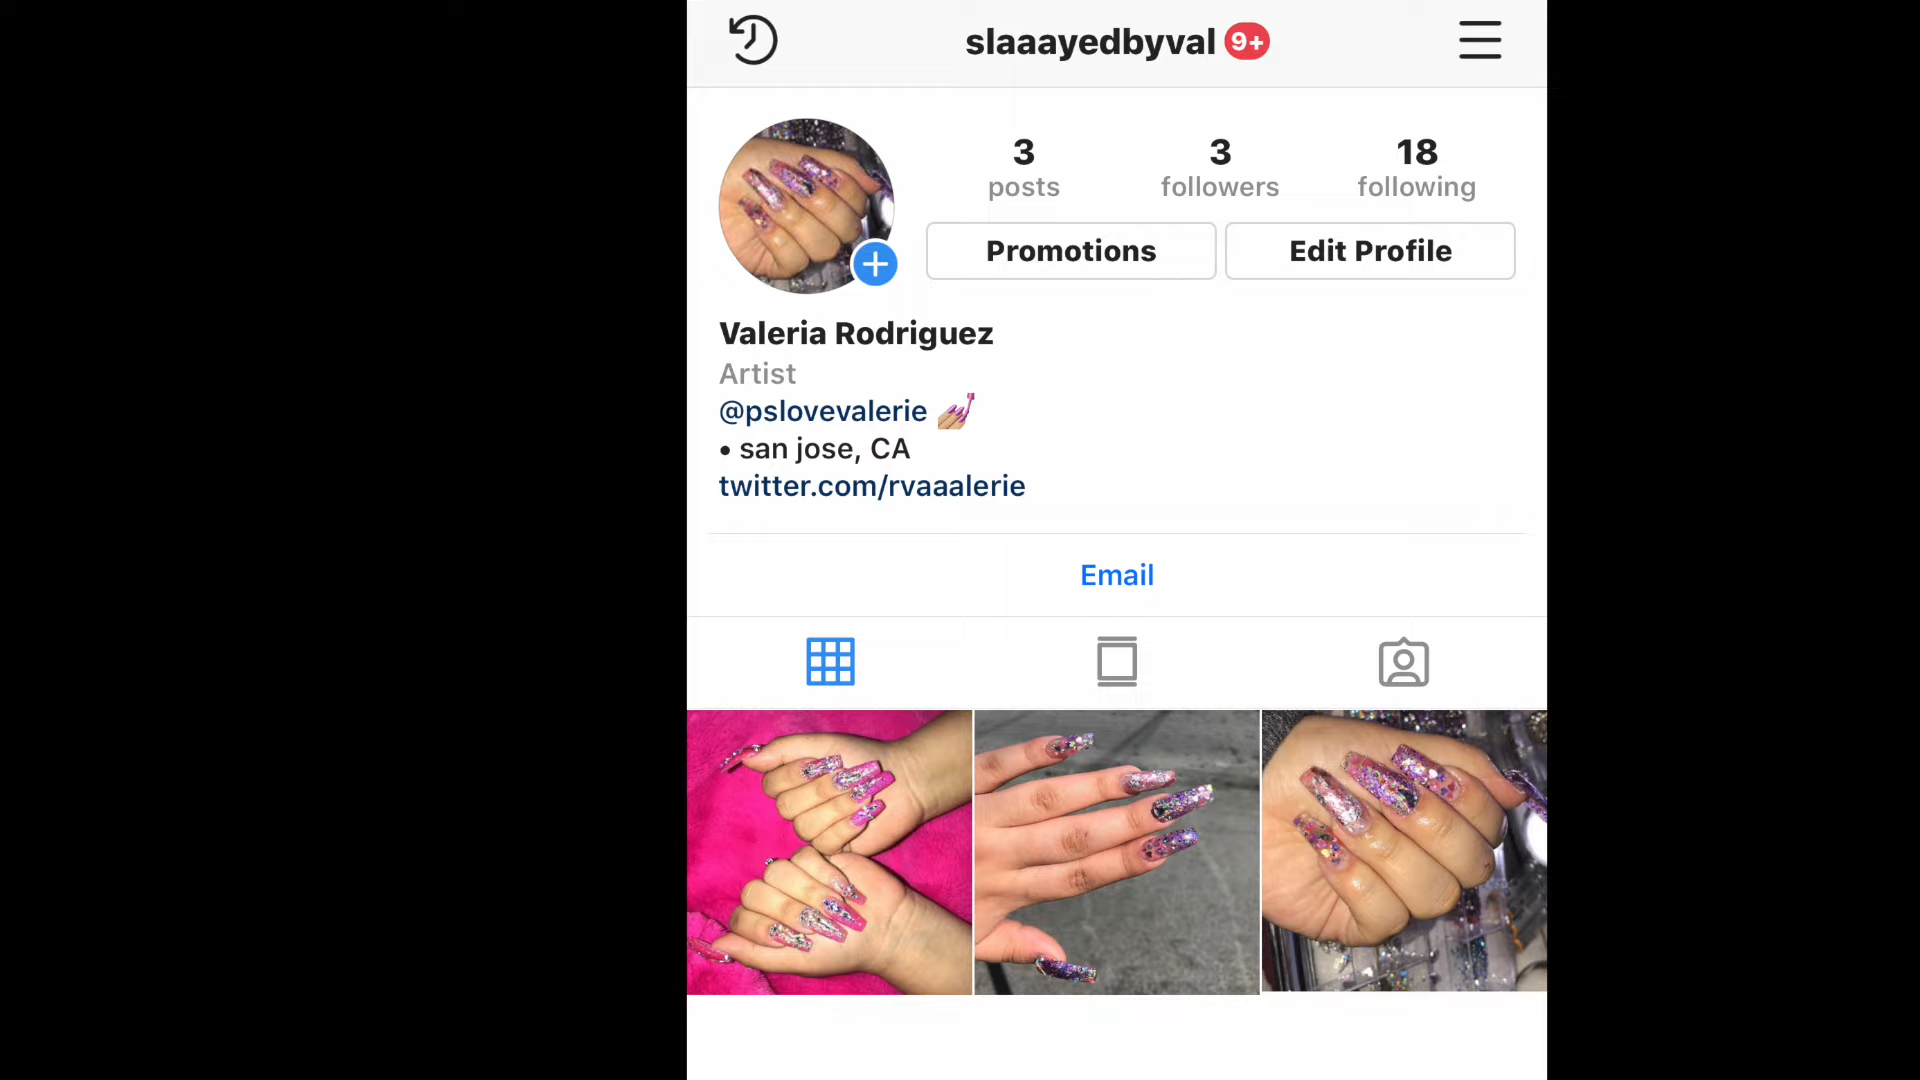 slaaayedbyval 9+
3 3 18
posts followers following
Promotions Edit Profile
Valeria Rodriguez
Artist
@pslovevalerie 💅🏼
• san jose, CA
twitter.com/rvaaalerie
Email